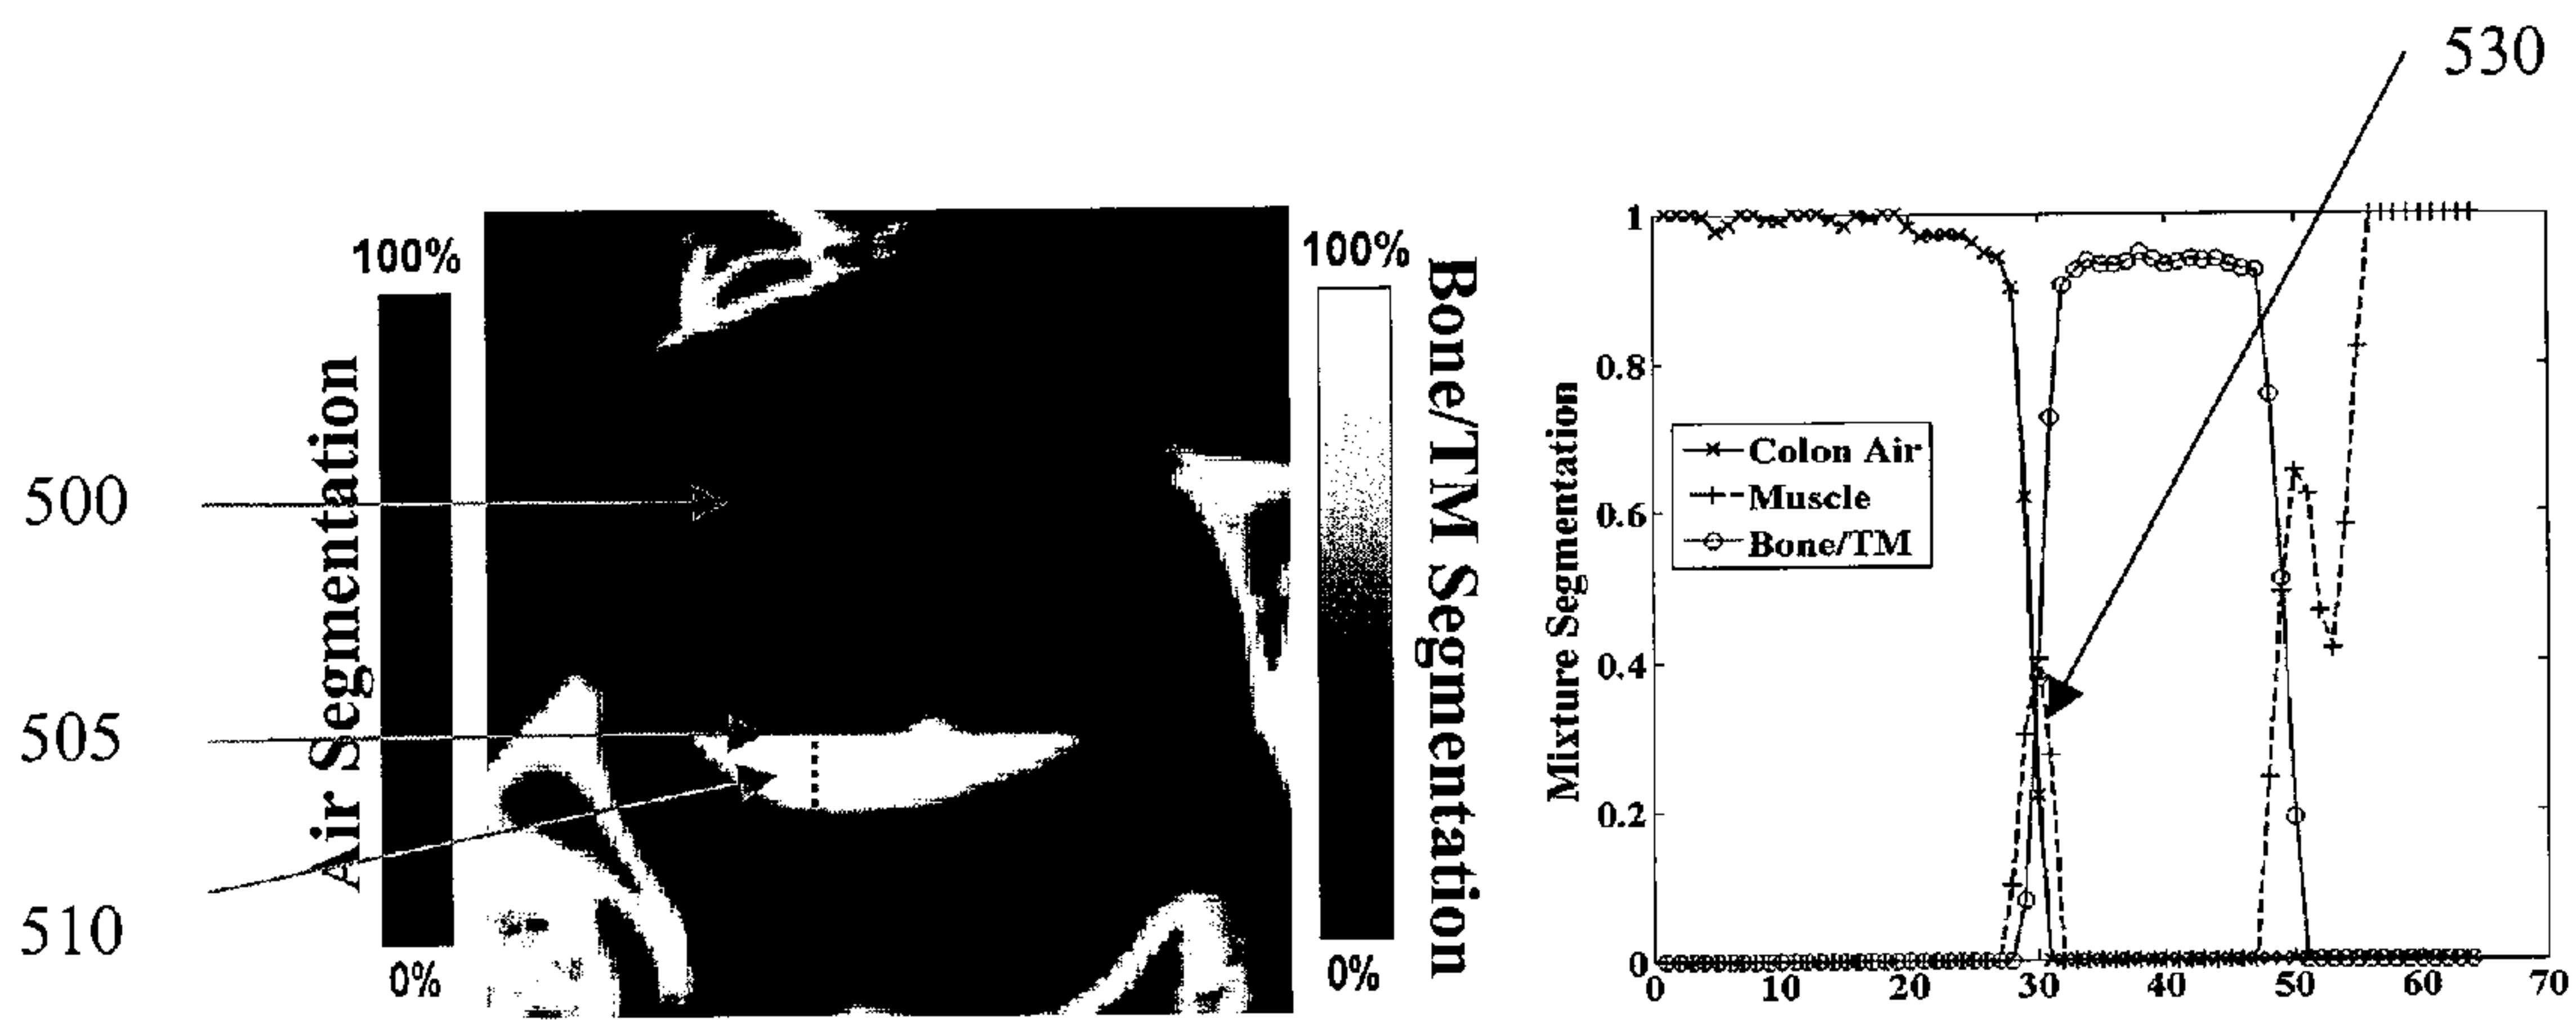 530
100%
Air Segmentation
0%
500
505
510
100%
Bone/TM Segmentation
0%
Mixture Segmentation
1
0.8
0.6
0.4
0.2
0
Colon Air
Muscle
Bone/TM
0 10 20 30 40 50 60 70